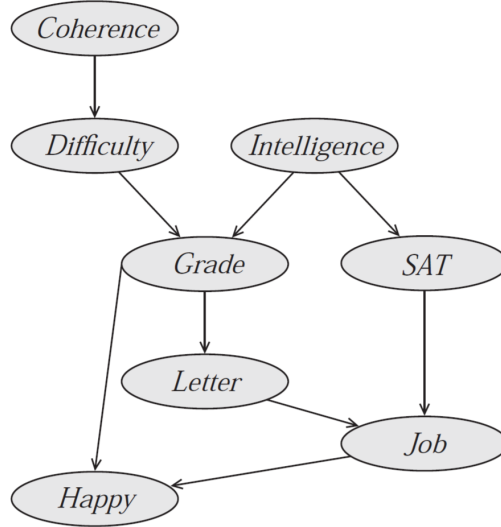 Coherence
Difficulty
Intelligence
Grade
SAT
Letter
Job
Happy